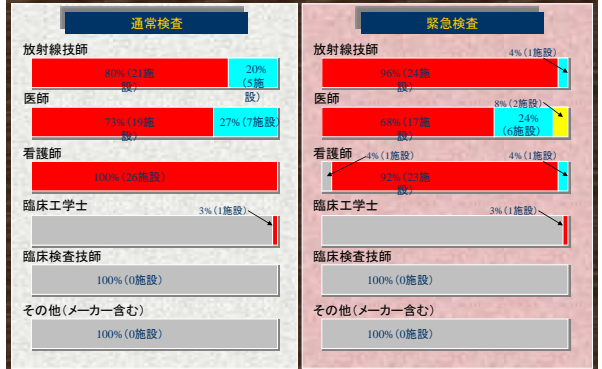 通常検査
放射線技師
80%(21施
設)
20%
(5施
設)
医師
73%(19施
設)
27%(7施設)
看護師
100%(26施設)
臨床工学士
3%(1施設)
臨床検査技師
100%(0施設)
その他(メーカー含む)
100%(0施設)
緊急検査
放射線技師
4%(1施設)
96%(24施
設)
医師
8%(2施設)
68%(17施
設)
24%
(6施設)
看護師
4%(1施設)
4%(1施設)
92%(23施
設)
臨床工学士
3%(1施設)
臨床検査技師
100%(0施設)
その他(メーカー含む)
100%(0施設)